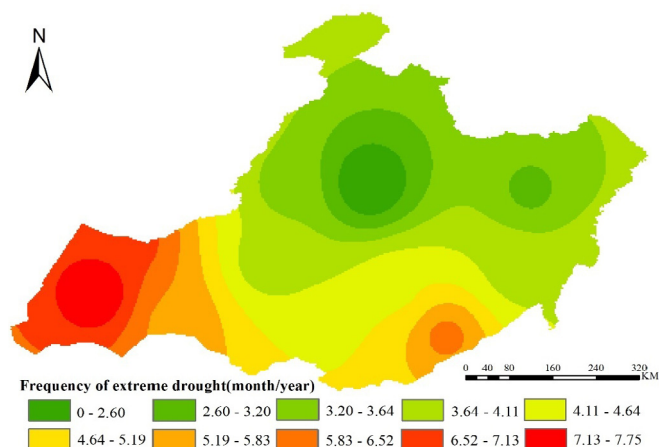 N
0 40 80 160 240 320
KM
Frequency of extreme drought(month/year)
0 - 2.60 2.60 - 3.20 3.20 - 3.64 3.64 - 4.11 4.11 - 4.64
4.64 - 5.19 5.19 - 5.83 5.83 - 6.52 6.52 - 7.13 7.13 - 7.75